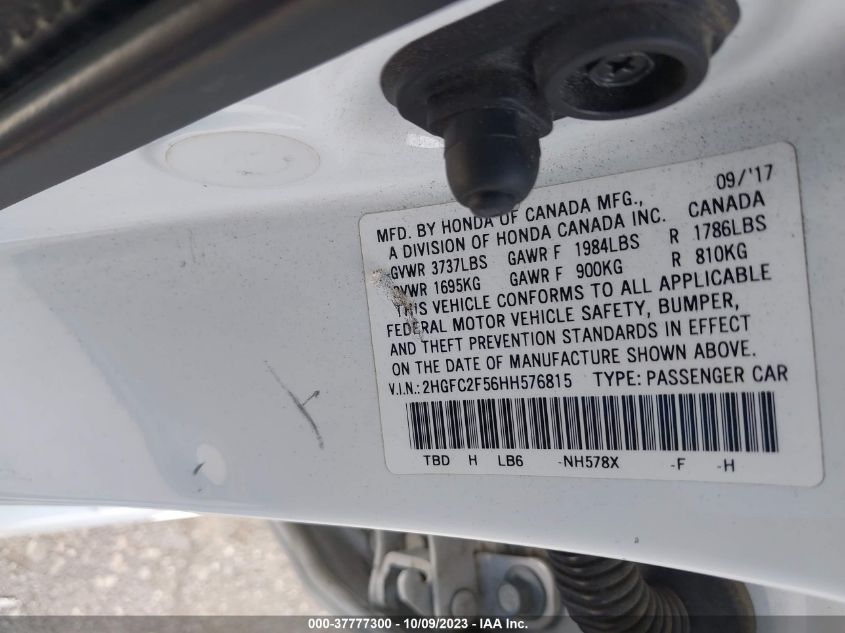 09/'17
MFD. BY HONDA OF CANADA MFG., CANADA
A DIVISION OF HONDA CANADA INC.
GVWR 3737LBS GAWR F 1984LBS R 1786LBS
GVWR 1695KG GAWR F 900KG R 810KG
THIS VEHICLE CONFORMS TO ALL APPLICABLE
FEDERAL MOTOR VEHICLE SAFETY, BUMPER,
AND THEFT PREVENTION STANDARDS IN EFFECT
ON THE DATE OF MANUFACTURE SHOWN ABOVE.
V.I.N.: 2HGFC2F56HH576815 TYPE: PASSENGER CAR
TBD H LB6 -NH578X -F -H
000-37777300 - 10/09/2023 - IAA Inc.